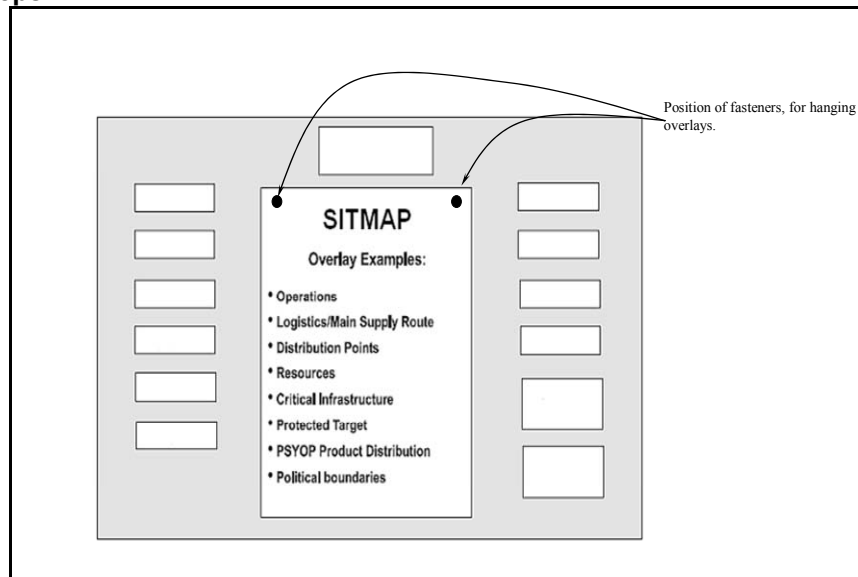 Position of fasteners, for hanging
overlays.
SITMAP
Overlay Examples:
• Operations
• Logistics/Main Supply Route
• Distribution Points
• Resources
• Critical Infrastructure
• Protected Target
• PSYOP Product Distribution
• Political boundaries